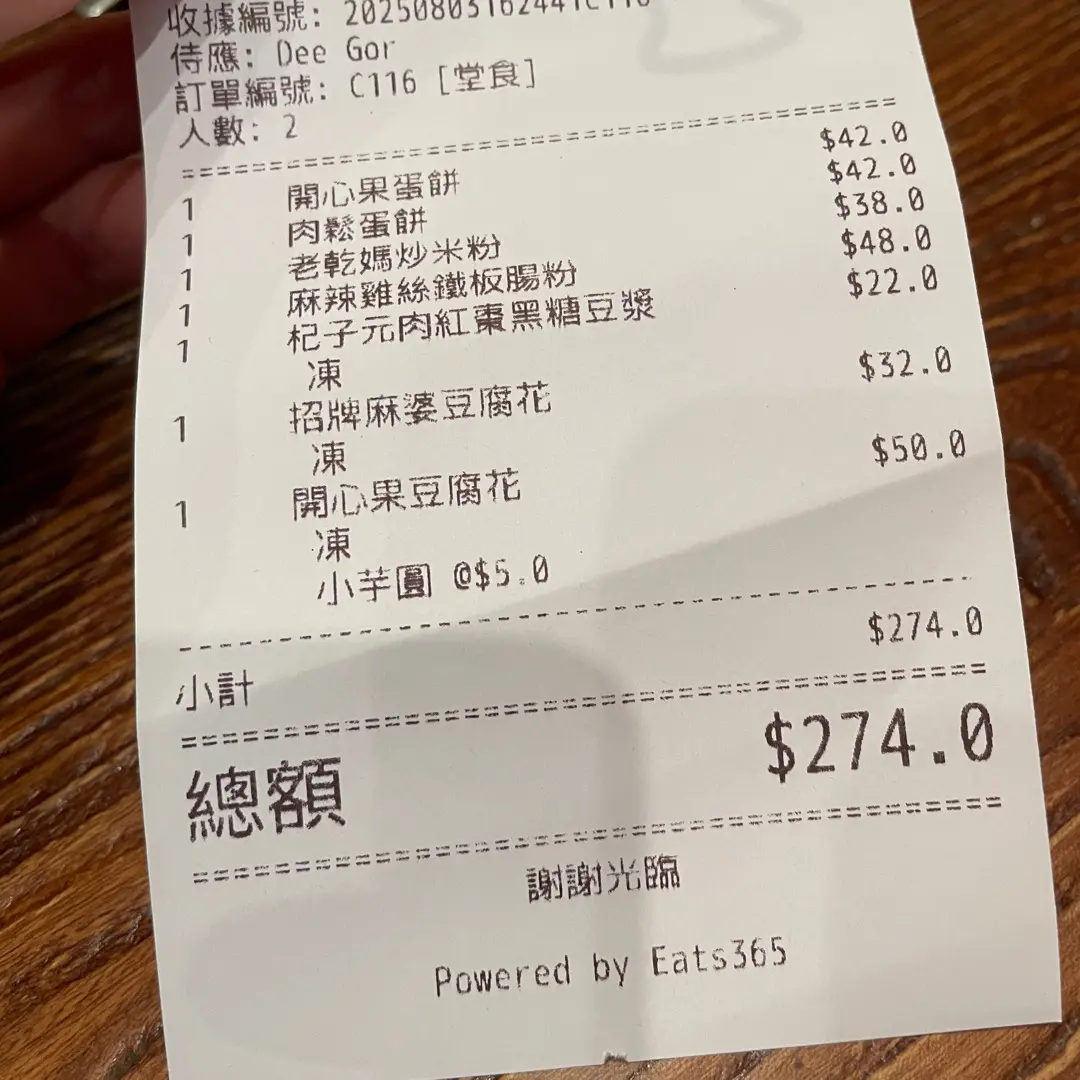 收據編號: 20250803162441C116
侍應: Dee Gor
訂單編號: C116 [堂食]
人數: 2
1 開心果蛋餅 $42.0
1 肉鬆蛋餅 $42.0
1 老乾媽炒米粉 $38.0
1 麻辣雞絲鐵板腸粉 $48.0
1 杞子元肉紅棗黑糖豆漿 $22.0
凍
1 招牌麻婆豆腐花 $32.0
凍
1 開心果豆腐花 $50.0
凍
小芋圓 @$5.0
小計 $274.0
總額 $274.0
謝謝光臨
Powered by Eats365